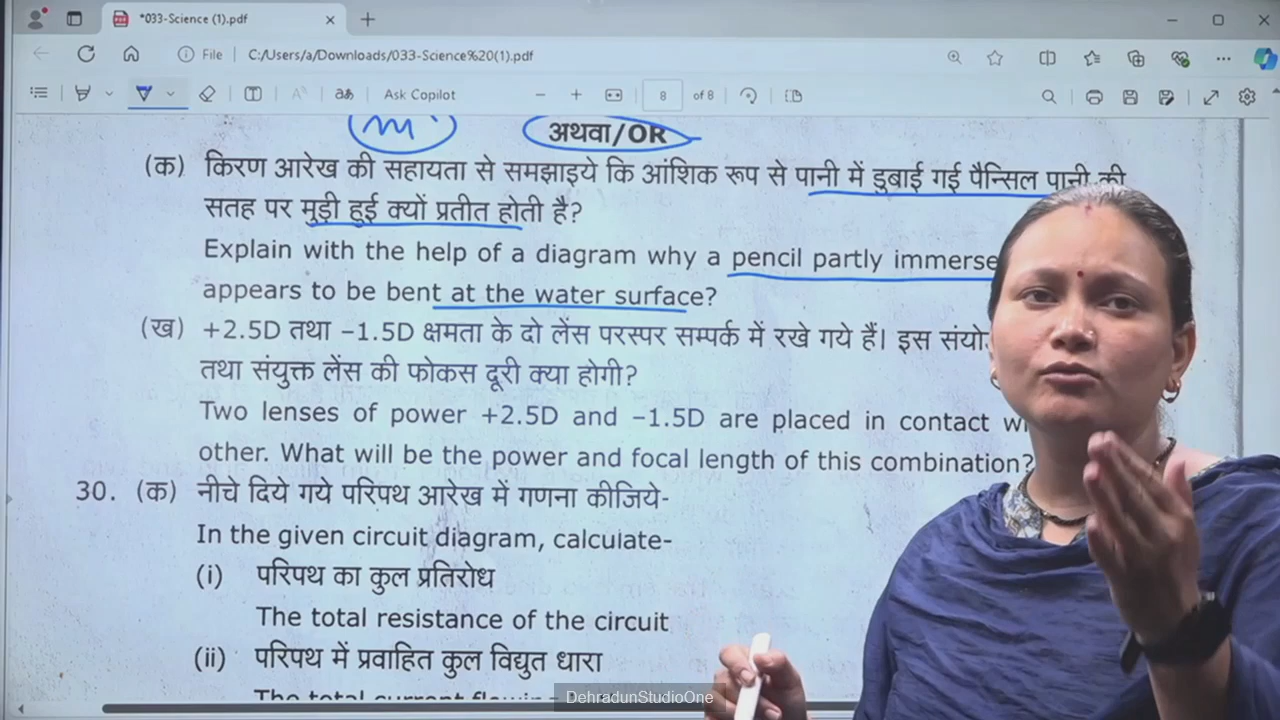 *033-Science (1).pdf
File C:/Users/a/Downloads/033-Science%20(1).pdf
Ask Copilot 8 of 8
m
अथवा/OR
(क) किरण आरेख की सहायता से समझाइये कि आंशिक रूप से पानी में डुबाई गई पैन्सिल पानी की
सतह पर मुड़ी हुई क्यों प्रतीत होती है?
Explain with the help of a diagram why a pencil partly immerse
appears to be bent at the water surface?
(ख) +2.5D तथा –1.5D क्षमता के दो लेंस परस्पर सम्पर्क में रखे गये हैं। इस संयो
तथा संयुक्त लेंस की फोकस दूरी क्या होगी?
Two lenses of power +2.5D and –1.5D are placed in contact wi
other. What will be the power and focal length of this combination?
30. (क) नीचे दिये गये परिपथ आरेख में गणना कीजिये-
In the given circuit diagram, calculate-
(i) परिपथ का कुल प्रतिरोध
The total resistance of the circuit
(ii) परिपथ में प्रवाहित कुल विद्युत धारा
The total current
DehradunStudioOne